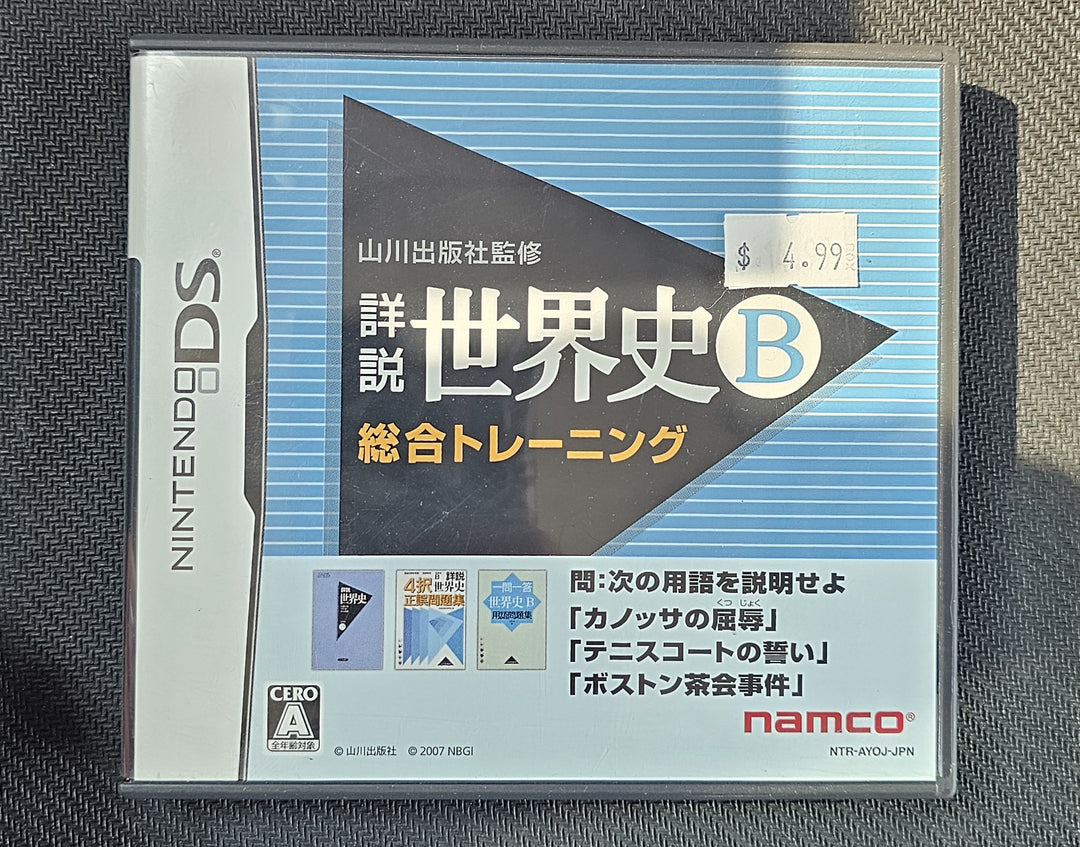 NINTENDO DS®
山川出版社監修
$ 14.99
詳説 世界史 B
総合トレーニング
詳説
世界史
4択 詳説世界史
正誤問題集
一問一答
世界史B
用語問題集
問:次の用語を説明せよ
くつ じょく
「カノッサの屈辱」
「テニスコートの誓い」
「ボストン茶会事件」
namco®
CERO
A
全年齢対象
© 山川出版社 © 2007 NBGI
NTR-AYOJ-JPN